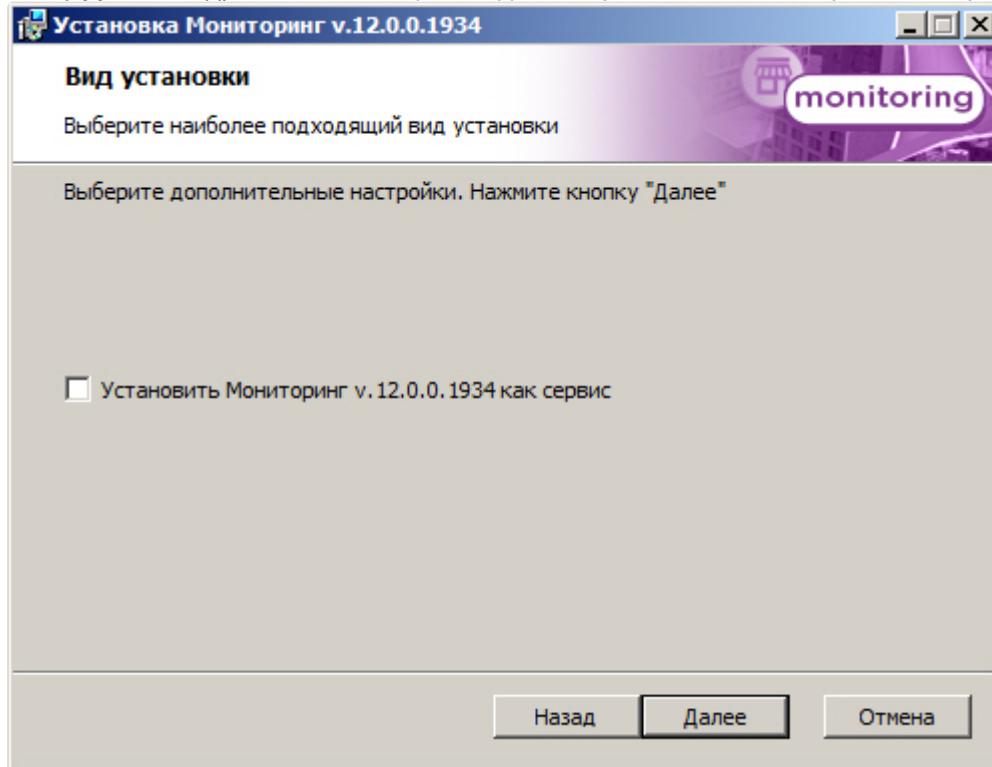 Установка Мониторинг v.12.0.0.1934
Вид установки
monitoring
Выберите наиболее подходящий вид установки
Выберите дополнительные настройки. Нажмите кнопку "Далее"
Установить Мониторинг v.12.0.0.1934 как сервис
Назад Далее Отмена